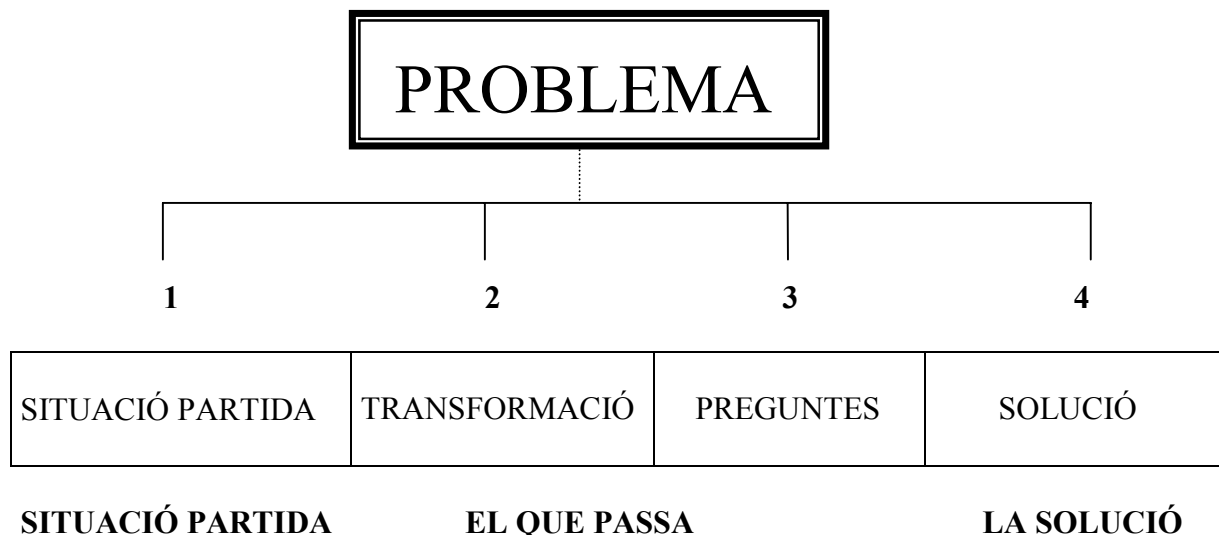 PROBLEMA
1 2 3 4
SITUACIÓ PARTIDA TRANSFORMACIÓ PREGUNTES SOLUCIÓ
SITUACIÓ PARTIDA EL QUE PASSA LA SOLUCIÓ